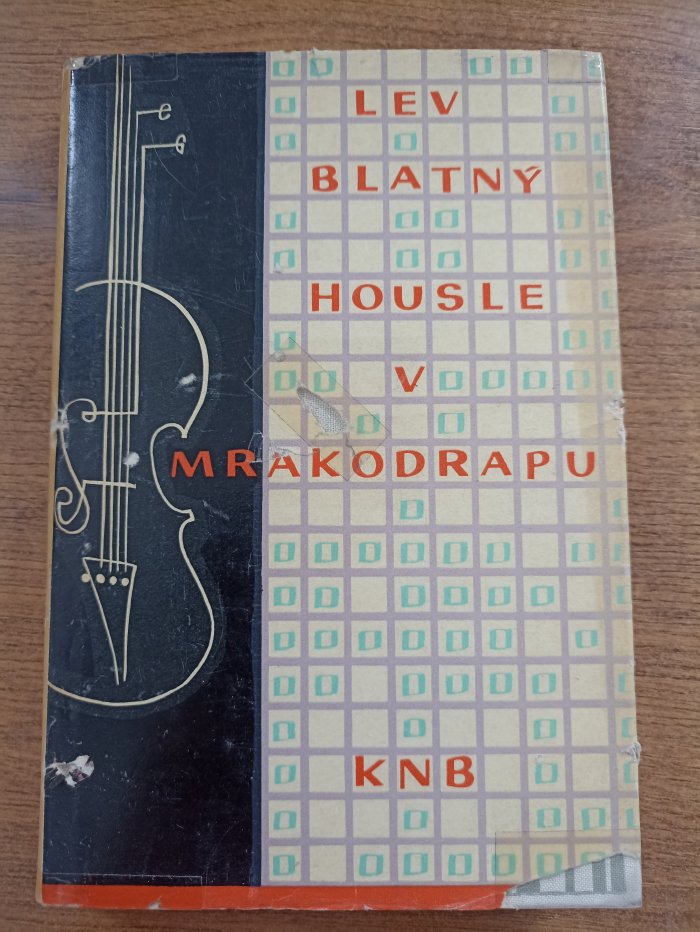 LEV
BLATNÝ
HOUSLE
V
MRAKODRAPU
KNB